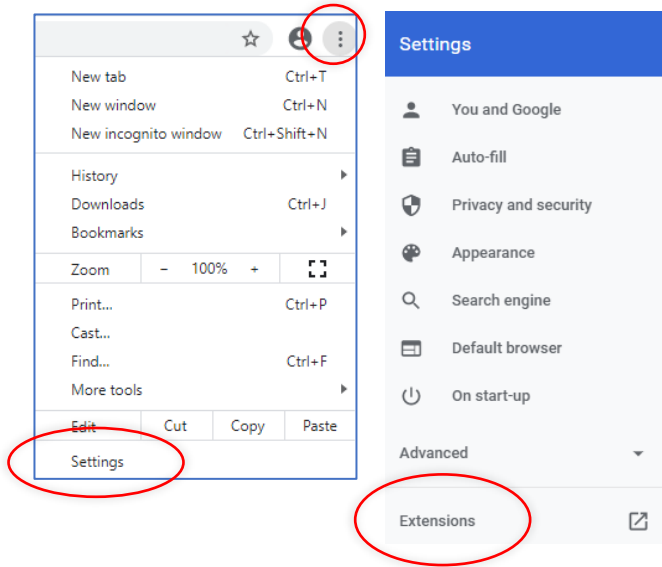 New tab Ctrl+T
New window Ctrl+N
New incognito window Ctrl+Shift+N
History
Downloads Ctrl+J
Bookmarks
Zoom - 100% +
Print... Ctrl+P
Cast...
Find... Ctrl+F
More tools
Edit Cut Copy Paste
Settings
Settings
You and Google
Auto-fill
Privacy and security
Appearance
Search engine
Default browser
On start-up
Advanced
Extensions